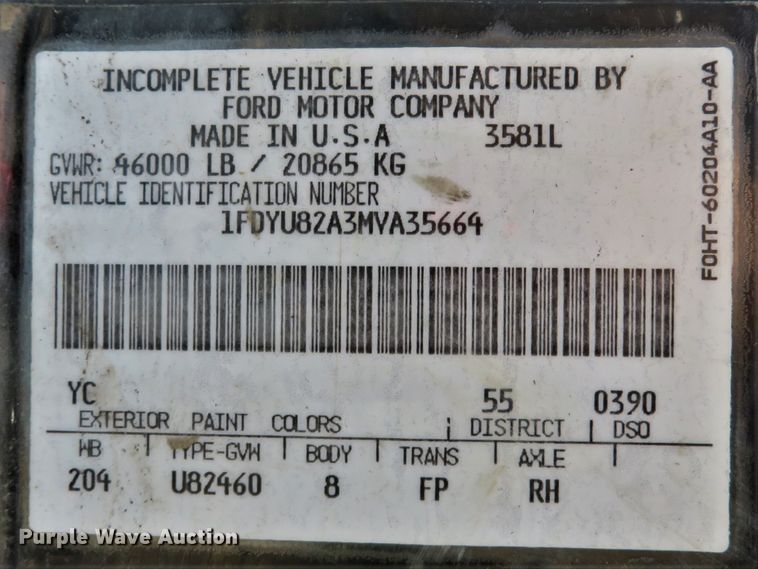 INCOMPLETE VEHICLE MANUFACTURED BY
FORD MOTOR COMPANY
MADE IN U.S.A 3581L
GVWR: 46000 LB / 20865 KG
VEHICLE IDENTIFICATION NUMBER
1FDYU82A3MVA35664
F0HT-60204A10-AA
YC 55 0390
EXTERIOR PAINT COLORS DISTRICT DSO
WB TYPE-GVW BODY TRANS AXLE
204 U82460 8 FP RH
Purple Wave Auction